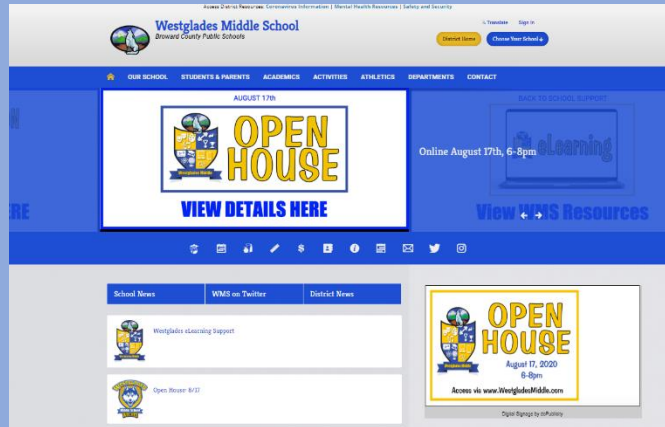 Access District Resources: Coronavirus Information | Mental Health Resources | Safety and Security
Westglades Middle School
Broward County Public Schools
Translate Sign In
District Home Choose Your School
OUR SCHOOL STUDENTS & PARENTS ACADEMICS ACTIVITIES ATHLETICS DEPARTMENTS CONTACT
AUGUST 17th
OPEN
HOUSE
VIEW DETAILS HERE
ERE
Online August 17th, 6-8pm
BACK TO SCHOOL SUPPORT
eLearning
View WMS Resources
School News WMS on Twitter District News
Westglades eLearning Support
Open House 8/17
OPEN
HOUSE
August 17, 2020
6-8pm
Access via www.WestgladesMiddle.com